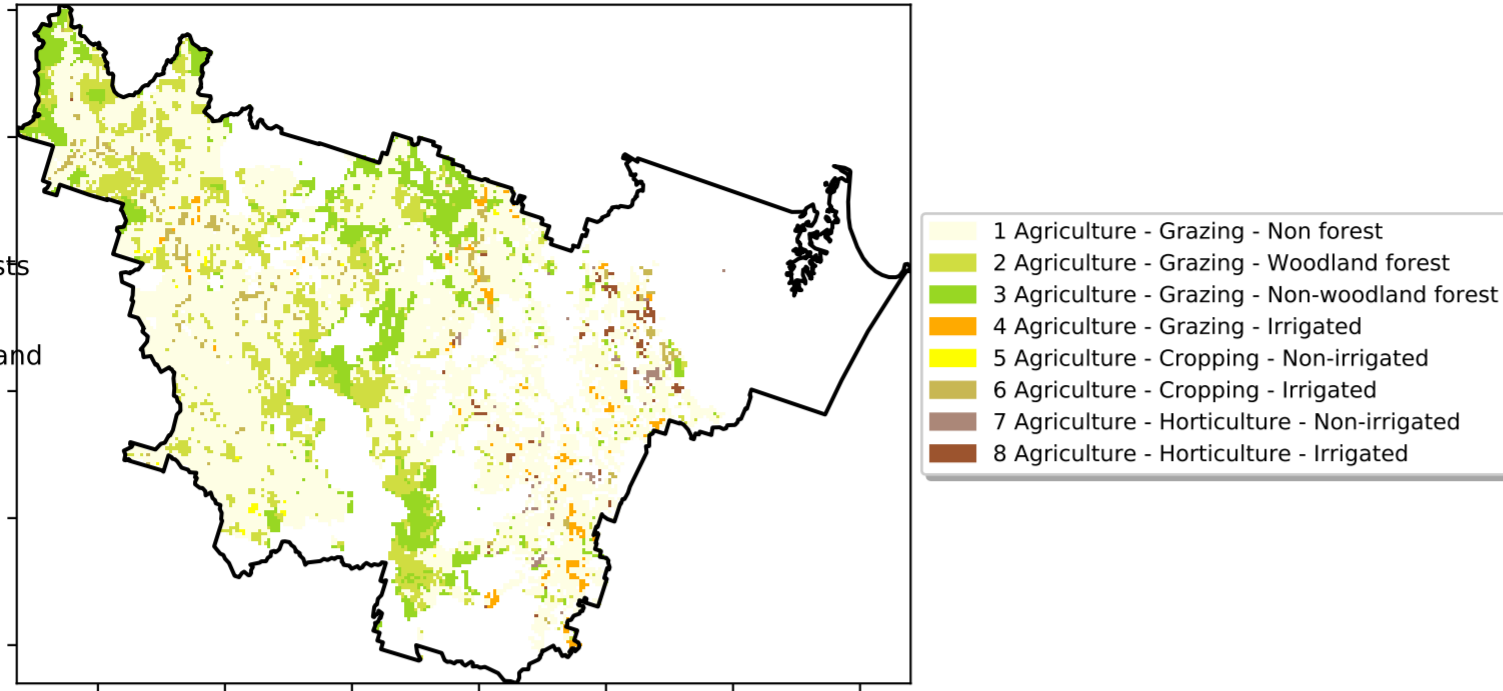 sts
and
1 Agriculture - Grazing - Non forest
2 Agriculture - Grazing - Woodland forest
3 Agriculture - Grazing - Non-woodland forest
4 Agriculture - Grazing - Irrigated
5 Agriculture - Cropping - Non-irrigated
6 Agriculture - Cropping - Irrigated
7 Agriculture - Horticulture - Non-irrigated
8 Agriculture - Horticulture - Irrigated